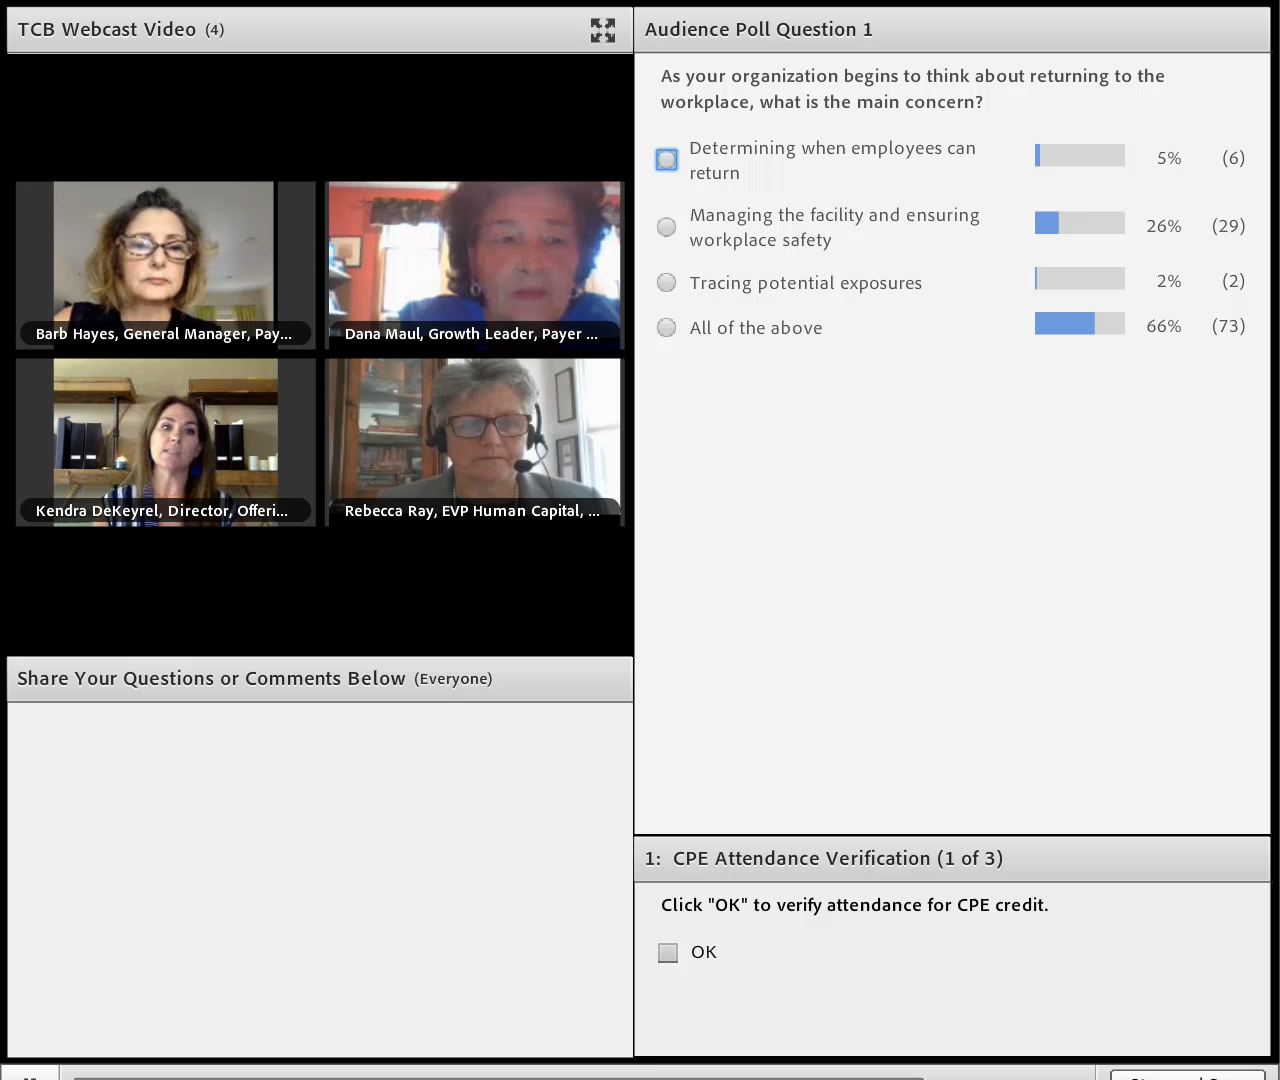 TCB Webcast Video (4)
Barb Hayes, General Manager, Pay...
Dana Maul, Growth Leader, Payer ...
Kendra DeKeyrel, Director, Offeri...
Rebecca Ray, EVP Human Capital, ...
Share Your Questions or Comments Below (Everyone)
Audience Poll Question 1
As your organization begins to think about returning to the
workplace, what is the main concern?
Determining when employees can
return
5% (6)
Managing the facility and ensuring
workplace safety
26% (29)
Tracing potential exposures 2% (2)
All of the above 66% (73)
1: CPE Attendance Verification (1 of 3)
Click "OK" to verify attendance for CPE credit.
OK